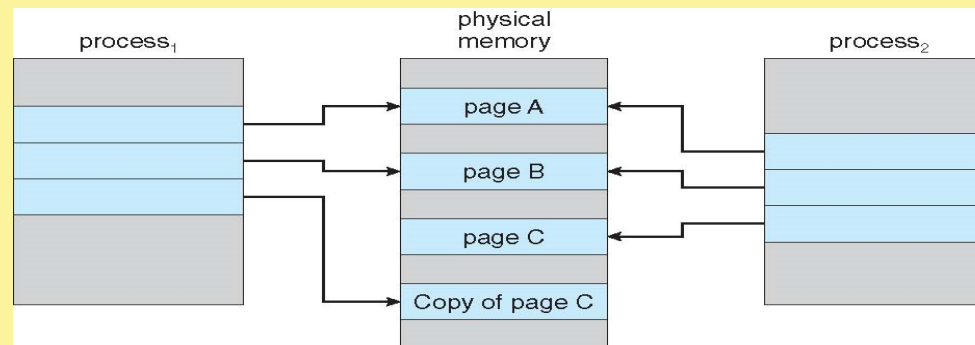 process₁
physical
memory
process₂
page A
page B
page C
Copy of page C